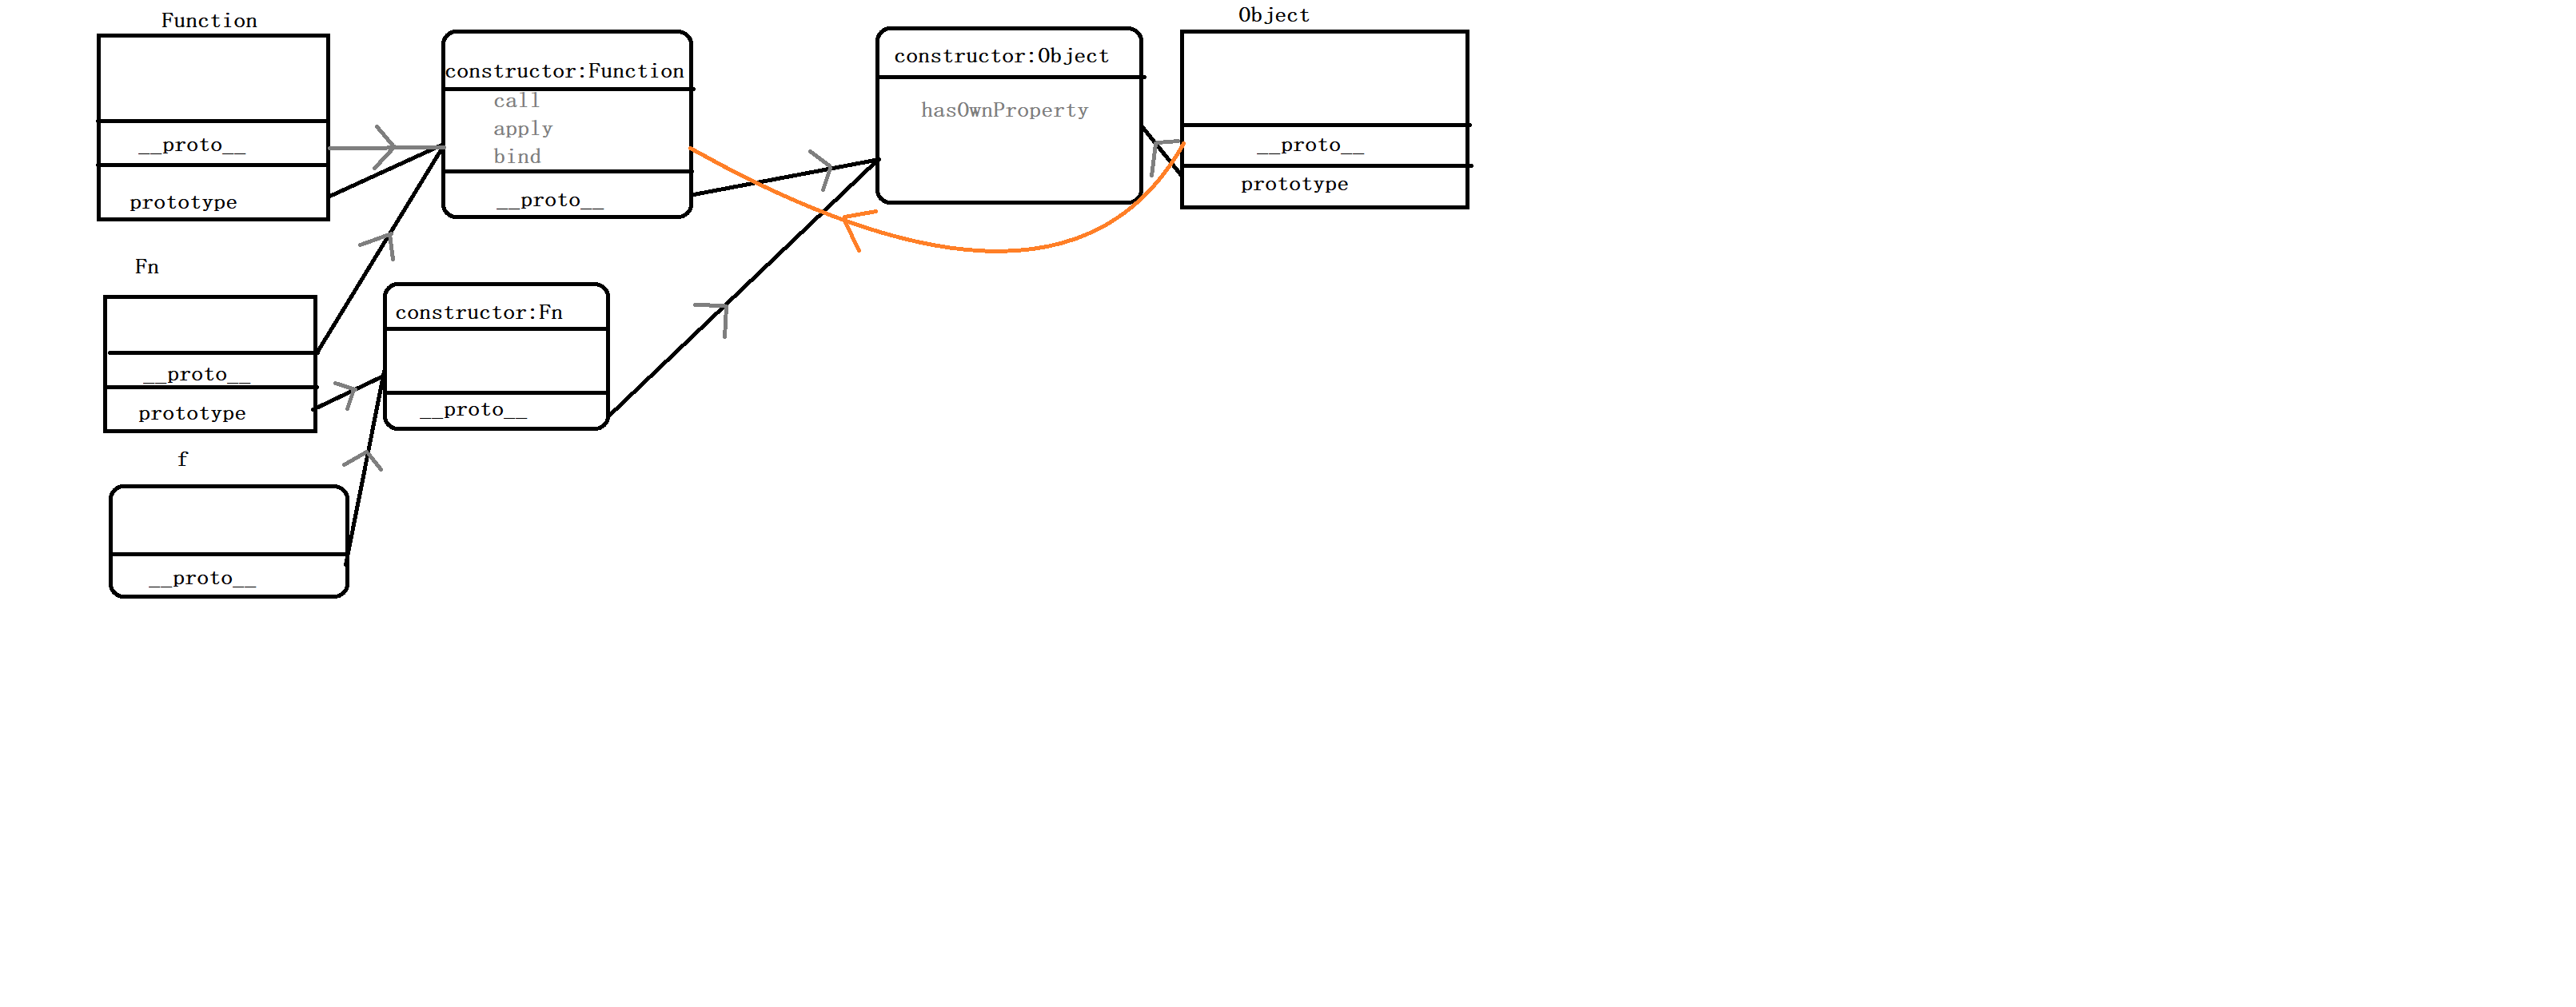 Function
__proto__
prototype
constructor:Function
call
apply
bind
__proto__
constructor:Object
hasOwnProperty
Object
__proto__
prototype
Fn
__proto__
prototype
constructor:Fn
__proto__
f
__proto__